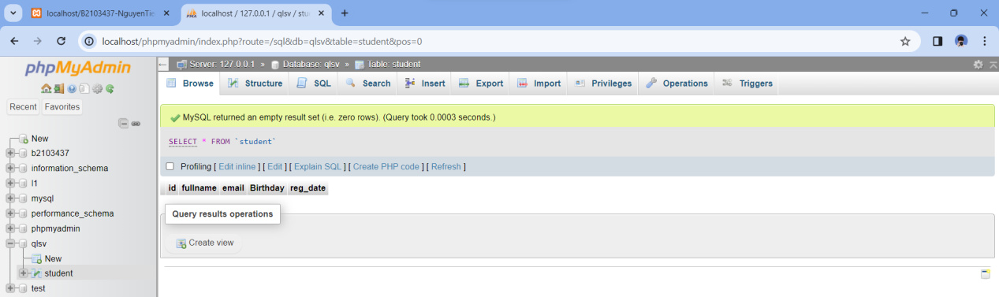 localhost/B2103437-NguyenTie
localhost / 127.0.0.1 / qlsv / stu
localhost/phpmyadmin/index.php?route=/sql&db=qlsv&table=student&pos=0
phpMyAdmin
Recent Favorites
New
b2103437
information_schema
l1
mysql
performance_schema
phpmyadmin
qlsv
New
student
test
Server: 127.0.0.1 » Database: qlsv » Table: student
Browse Structure SQL Search Insert Export Import Privileges Operations Triggers
MySQL returned an empty result set (i.e. zero rows). (Query took 0.0003 seconds.)
SELECT * FROM `student`
Profiling [ Edit inline ] [ Edit ] [ Explain SQL ] [ Create PHP code ] [ Refresh ]
id fullname email Birthday reg_date
Query results operations
Create view